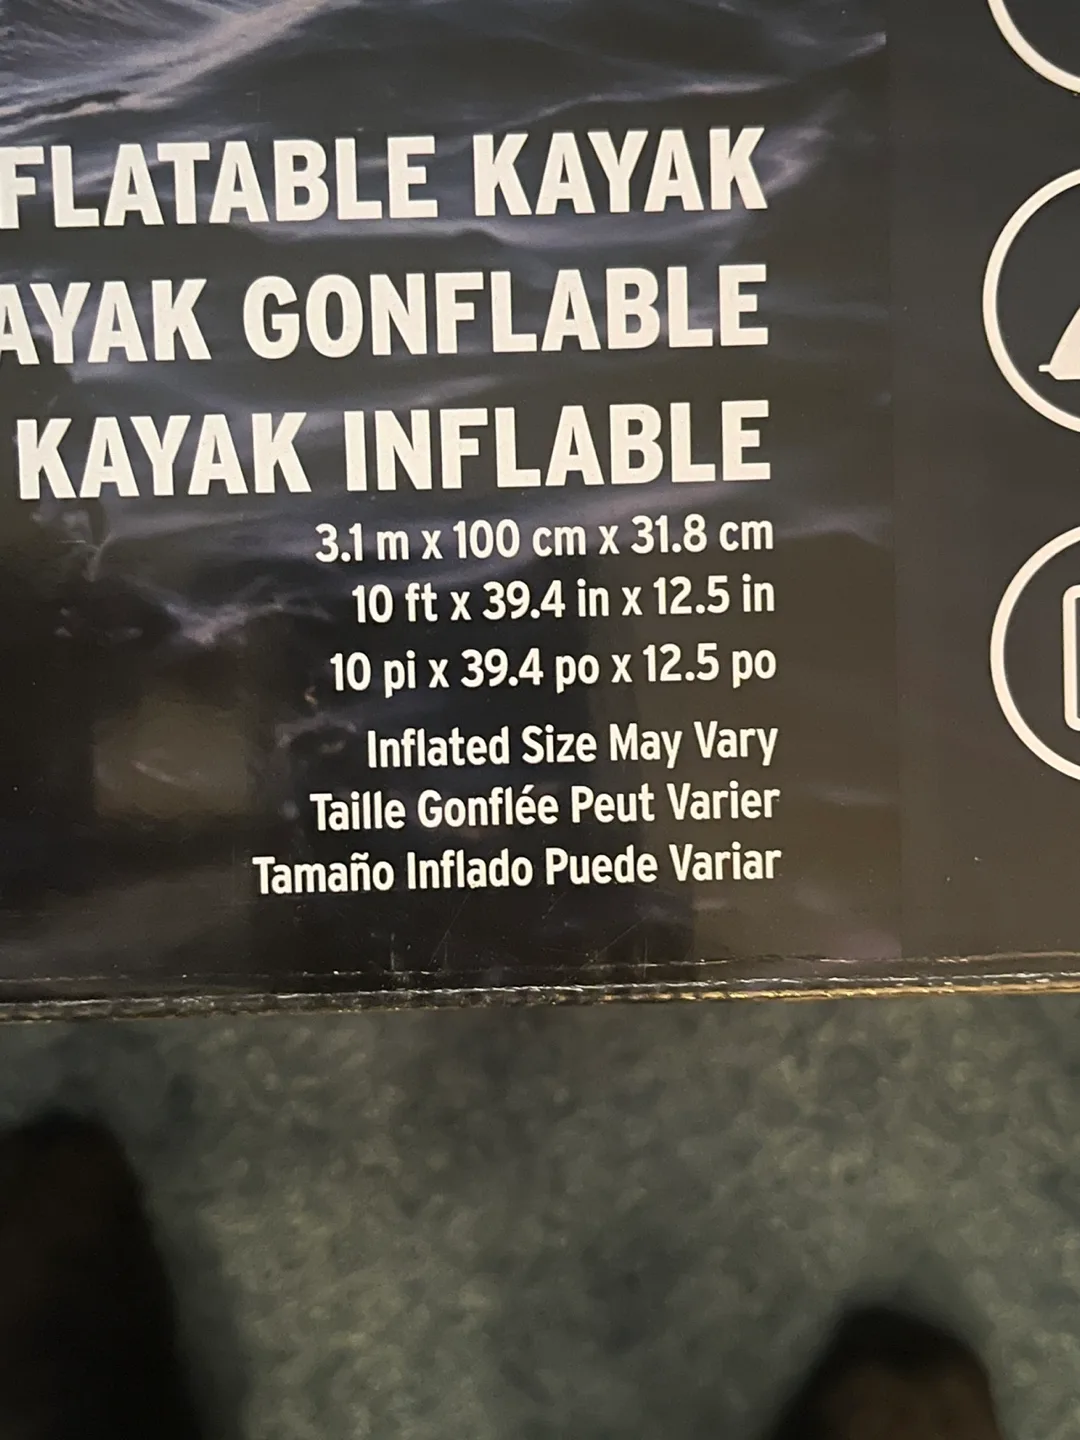 FLATABLE KAYAK
AYAK GONFLABLE
KAYAK INFLABLE
3.1 m x 100 cm x 31.8 cm
10 ft x 39.4 in x 12.5 in
10 pi x 39.4 po x 12.5 po
Inflated Size May Vary
Taille Gonflée Peut Varier
Tamaño Inflado Puede Variar